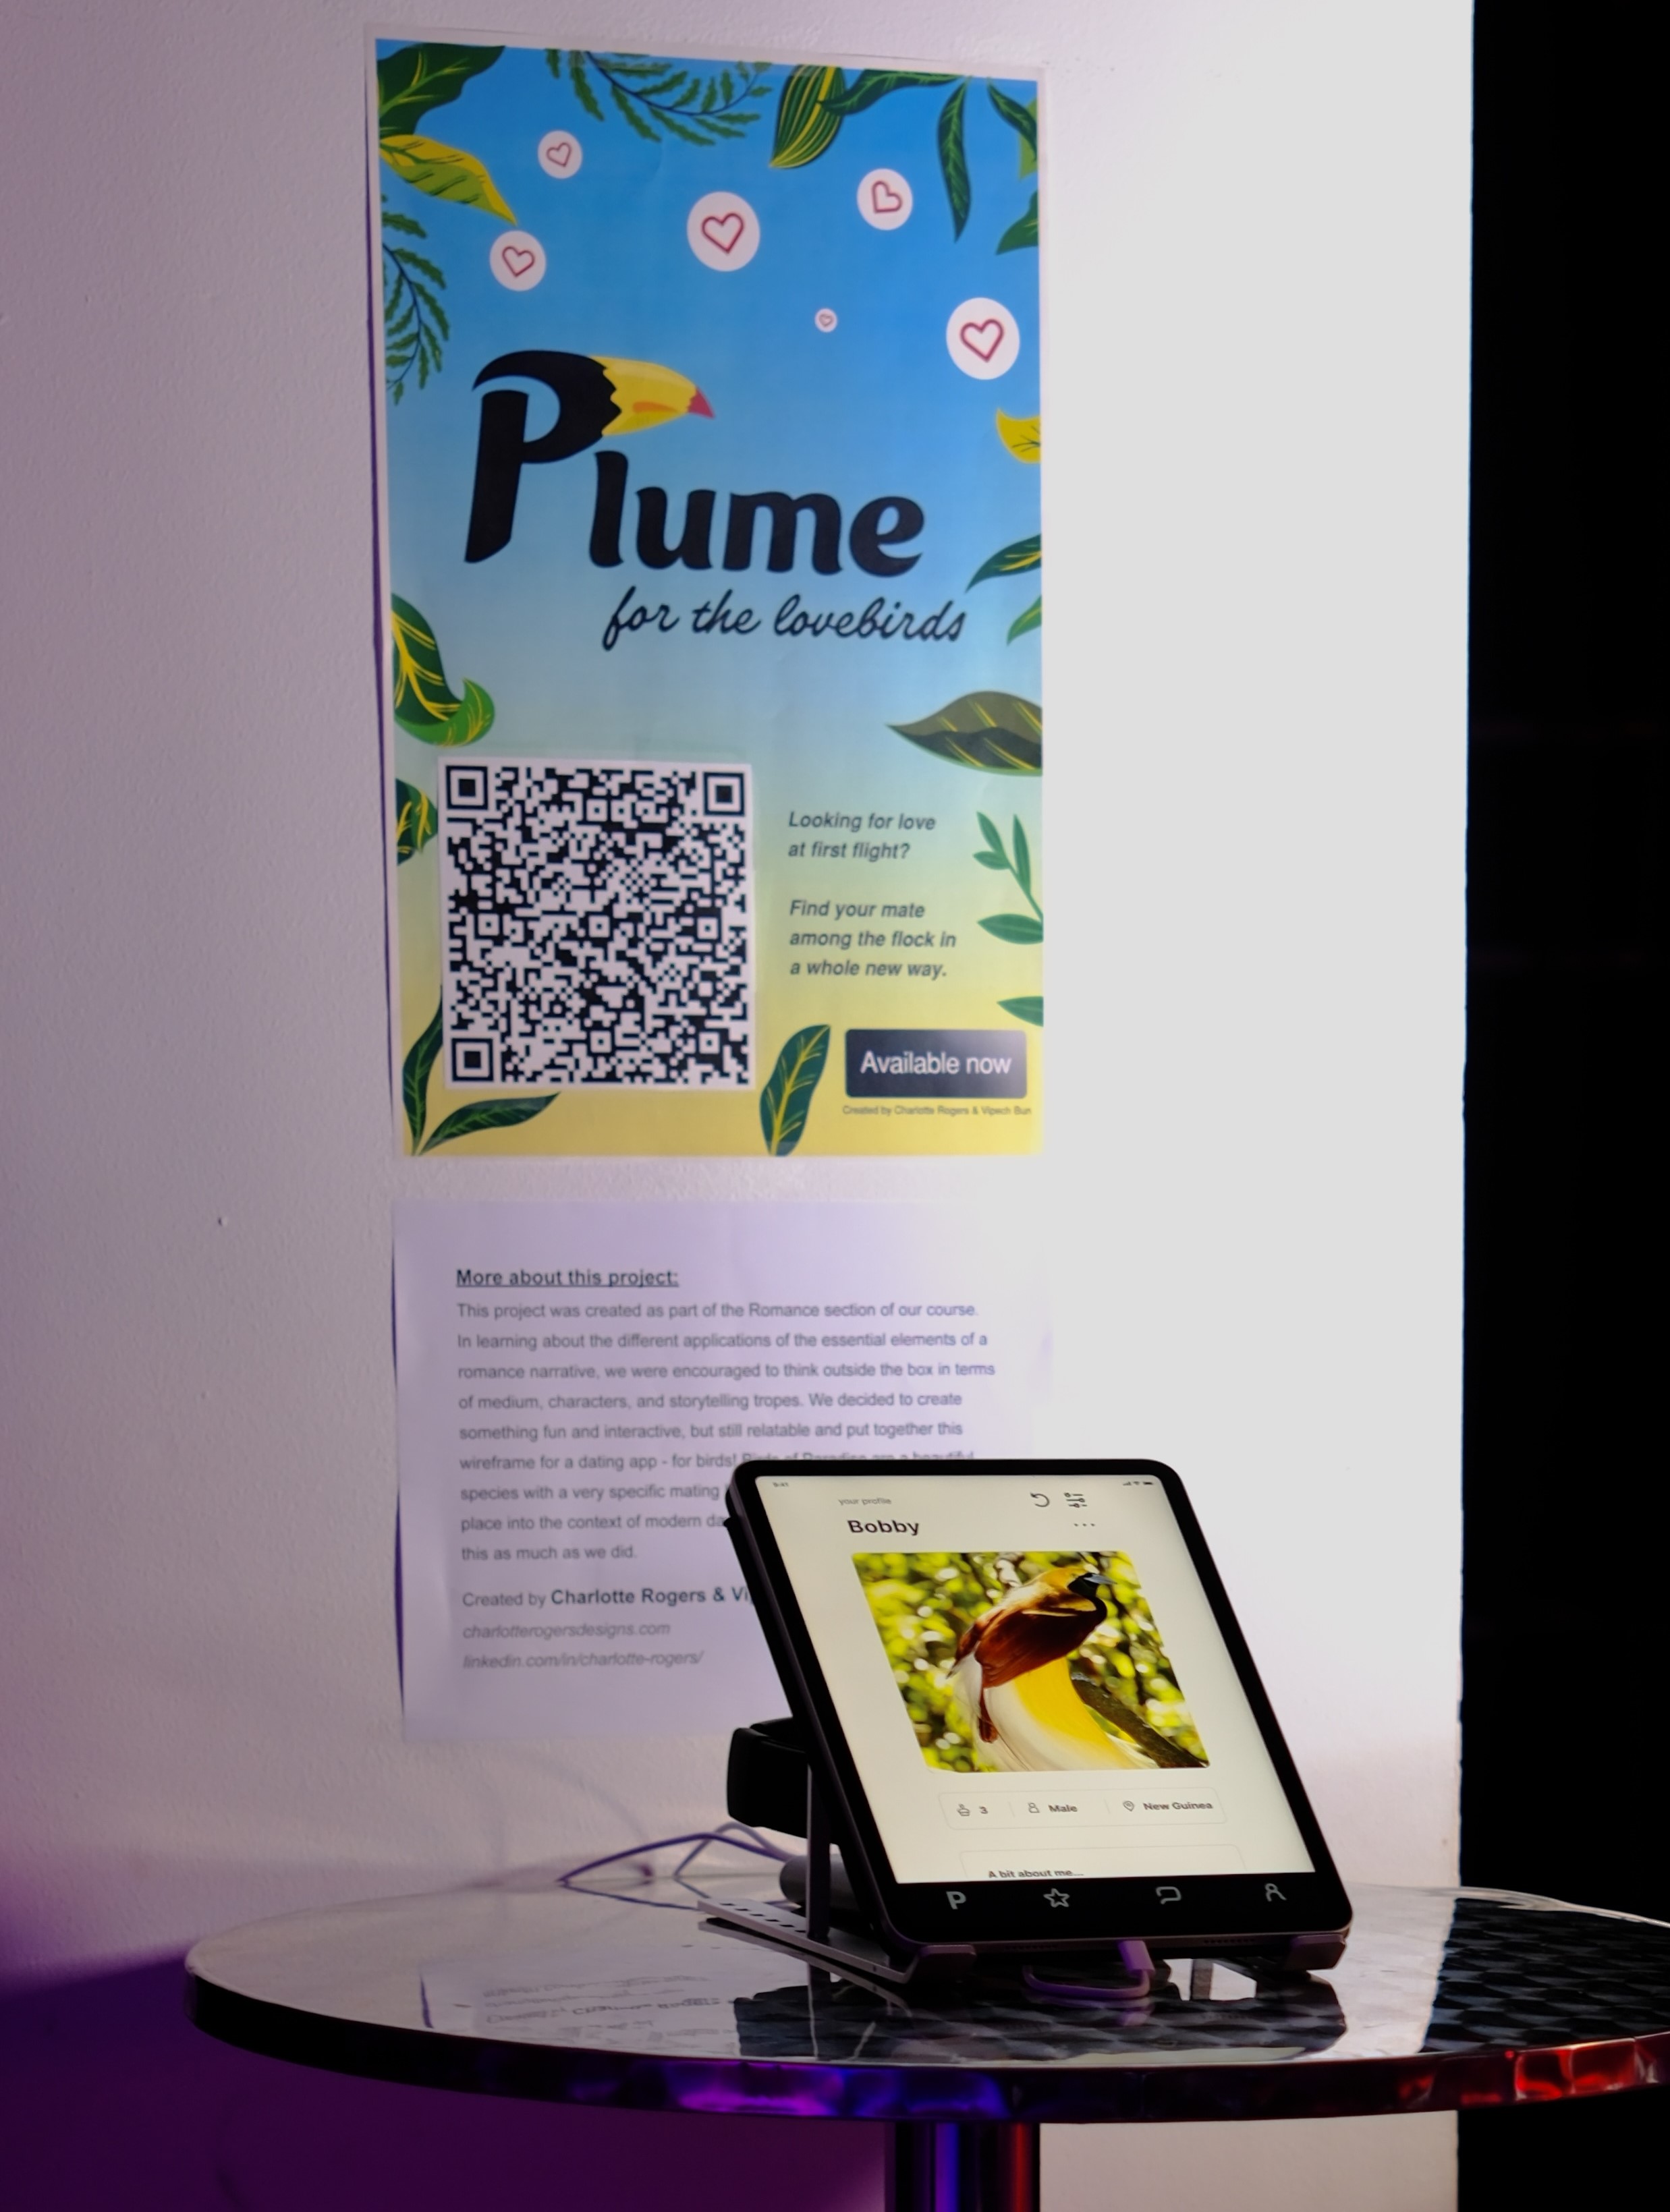 Plume
for the lovebirds
Looking for love
at first flight?
Find your mate
among the flock in
a whole new way.
Available now
Created by Charlotte Rogers & Vipech Bun
More about this project:
This project was created as part of the Romance section of our course.
In learning about the different applications of the essential elements of a
romance narrative, we were encouraged to think outside the box in terms
of medium, characters, and storytelling tropes. We decided to create
something fun and interactive, but still relatable and put together this
wireframe for a dating app - for birds! Birds of Paradise are a beautiful
species with a very specific mating
place into the context of modern
this as much as we did.
Created by Charlotte Rogers &
charlotterogersdesigns.com
linkedin.com/in/charlotte-rogers/
9:41
your profile
Bobby
3 Male New Guinea
A bit about me...
P